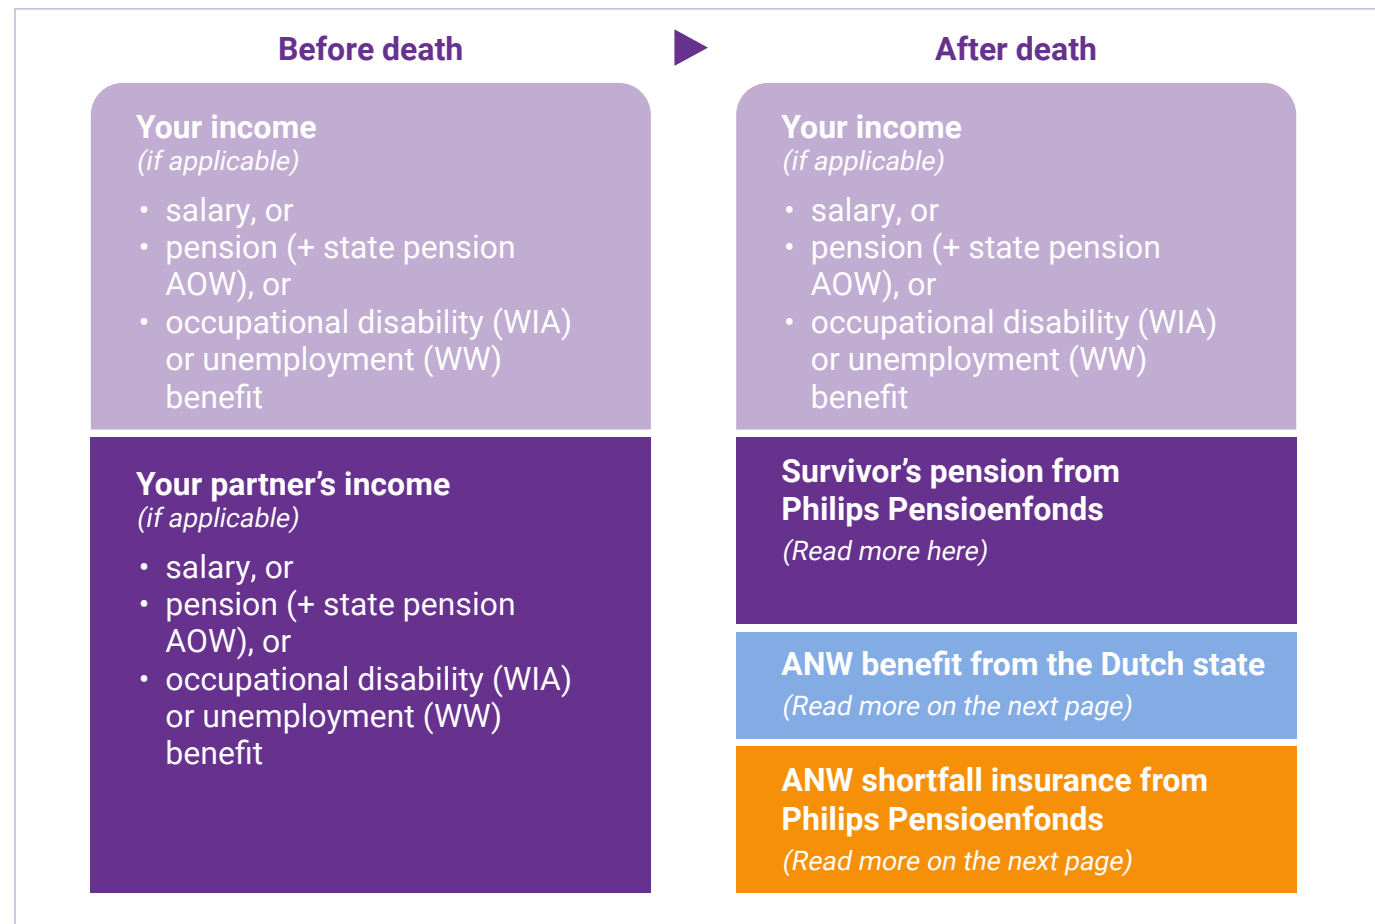 Before death
After death
Your income
(if applicable)
• salary, or
• pension (+ state pension
AOW), or
• occupational disability (WIA)
or unemployment (WW)
benefit
Your partner's income
(if applicable)
• salary, or
• pension (+ state pension
AOW), or
• occupational disability (WIA)
or unemployment (WW)
benefit
Your income
(if applicable)
• salary, or
• pension (+ state pension
AOW), or
• occupational disability (WIA)
or unemployment (WW)
benefit
Survivor's pension from
Philips Pensioenfonds
(Read more here)
ANW benefit from the Dutch state
(Read more on the next page)
ANW shortfall insurance from
Philips Pensioenfonds
(Read more on the next page)